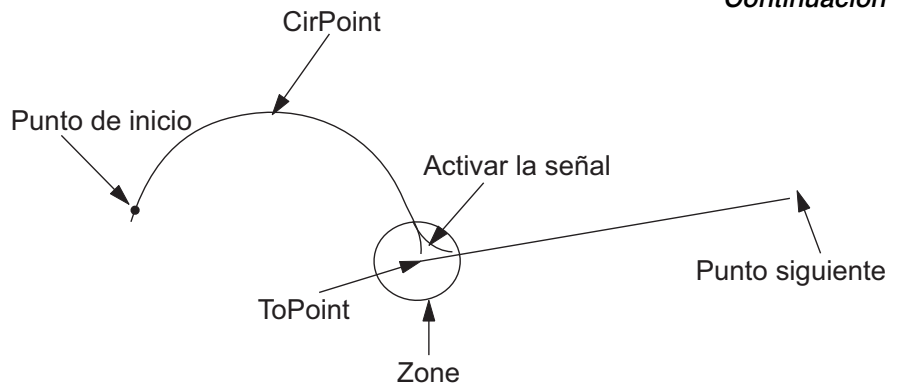 Continuación
CirPoint
Punto de inicio
Activar la señal
Punto siguiente
ToPoint
Zone